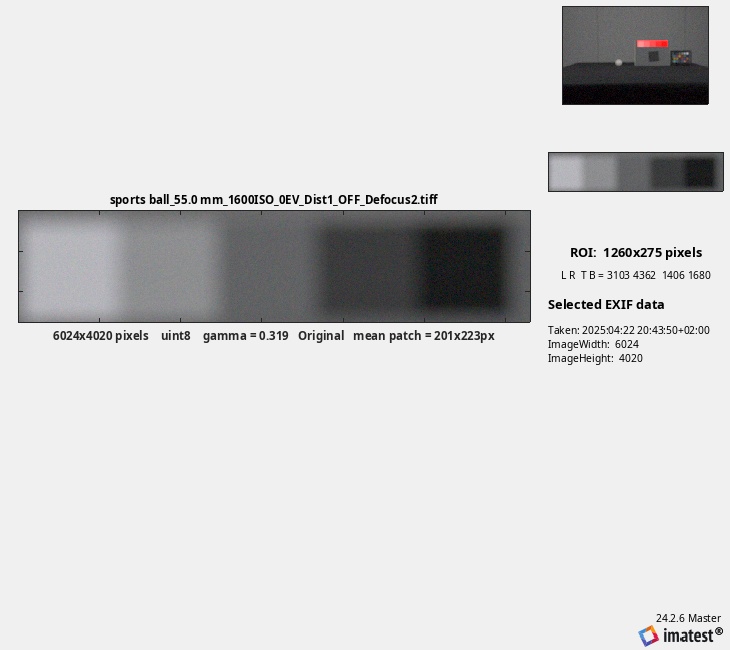 sports ball_55.0 mm_1600ISO_0EV_Dist1_OFF_Defocus2.tiff
6024x4020 pixels uint8 gamma = 0.319 Original mean patch = 201x223px
ROI: 1260x275 pixels
L R T B = 3103 4362 1406 1680
Selected EXIF data
Taken: 2025:04:22 20:43:50+02:00
ImageWidth: 6024
ImageHeight: 4020
24.2.6 Master
imatest®